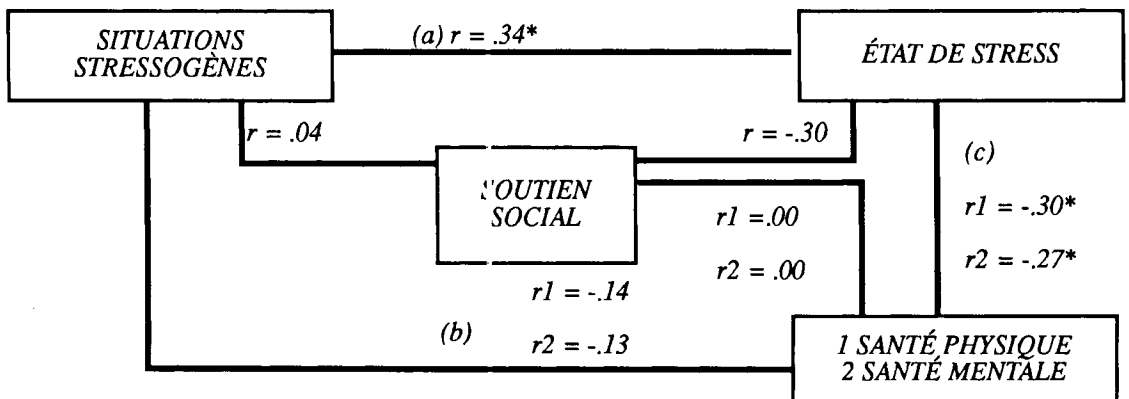 SITUATIONS
STRESSOGÈNES
(a) r = .34*
ÉTAT DE STRESS
r = .04
r = -.30
(c)
SOUTIEN
SOCIAL
r1 =.00
r2 = .00
r1 = -.30*
r2 = -.27*
r1 = -.14
(b)
r2 = -.13
1 SANTÉ PHYSIQUE
2 SANTÉ MENTALE